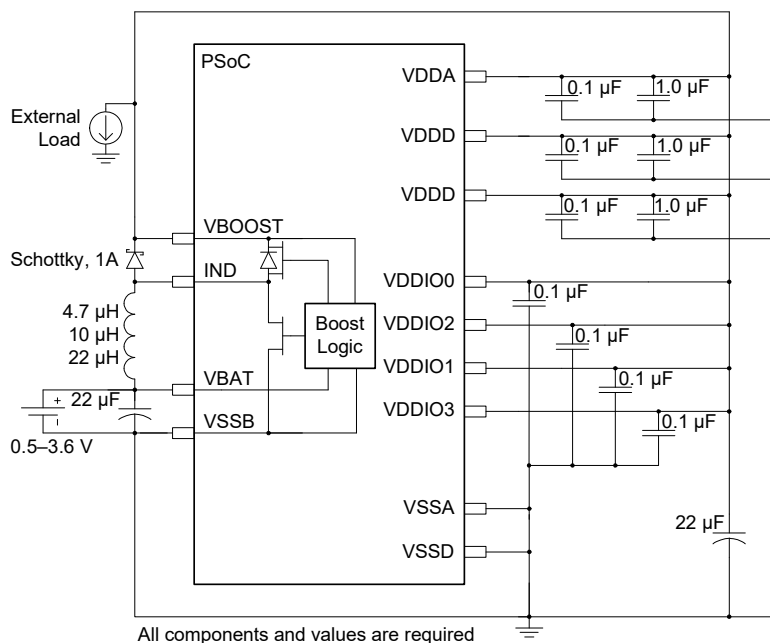 PSoC
VDDA
0.1 µF
1.0 µF
External
Load
VDDD
0.1 µF
1.0 µF
VDDD
0.1 µF
1.0 µF
VBOOST
Schottky, 1A
IND
VDDIO0
0.1 µF
4.7 µH
10 µH
22 µH
Boost
Logic
VDDIO2
0.1 µF
VDDIO1
0.1 µF
VBAT
22 µF
VDDIO3
0.1 µF
VSSB
+
0.5–3.6 V
VSSA
22 µF
VSSD
All components and values are required